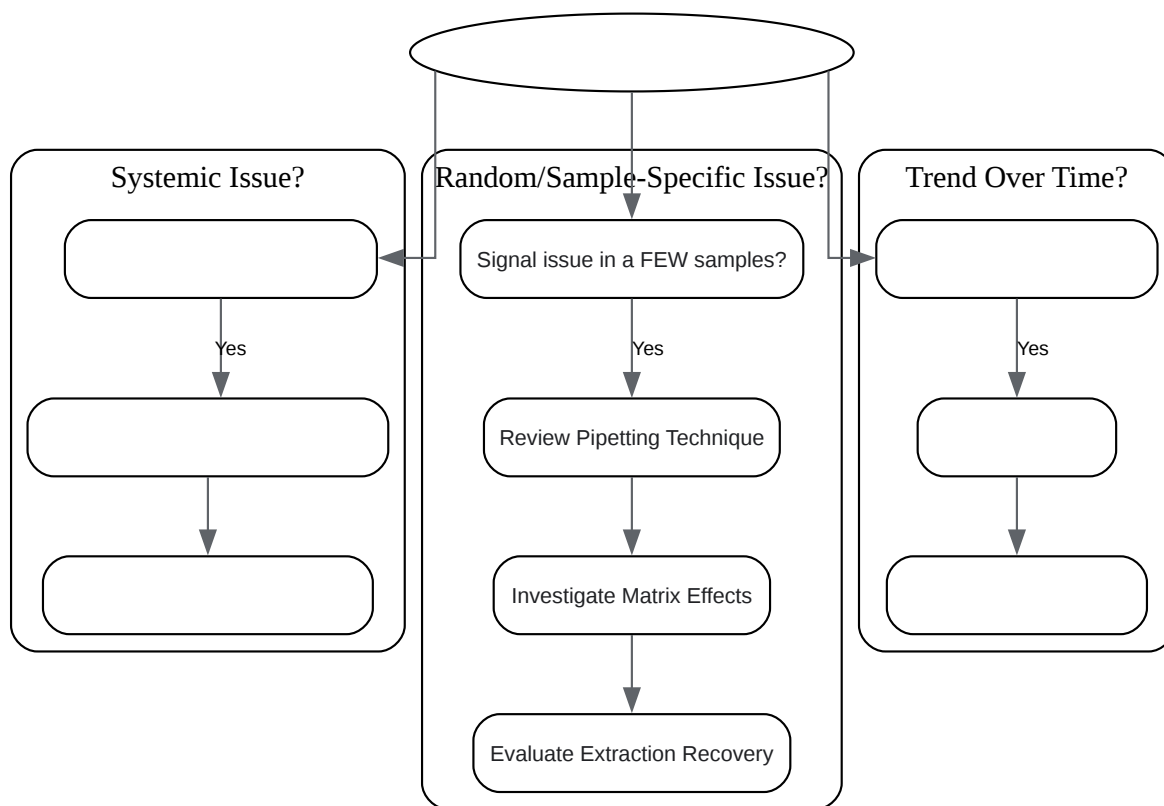 Systemic Issue?
Random/Sample-Specific Issue?
Trend Over Time?
Signal issue in a FEW samples?
Yes
Yes
Yes
Review Pipetting Technique
Investigate Matrix Effects
Evaluate Extraction Recovery